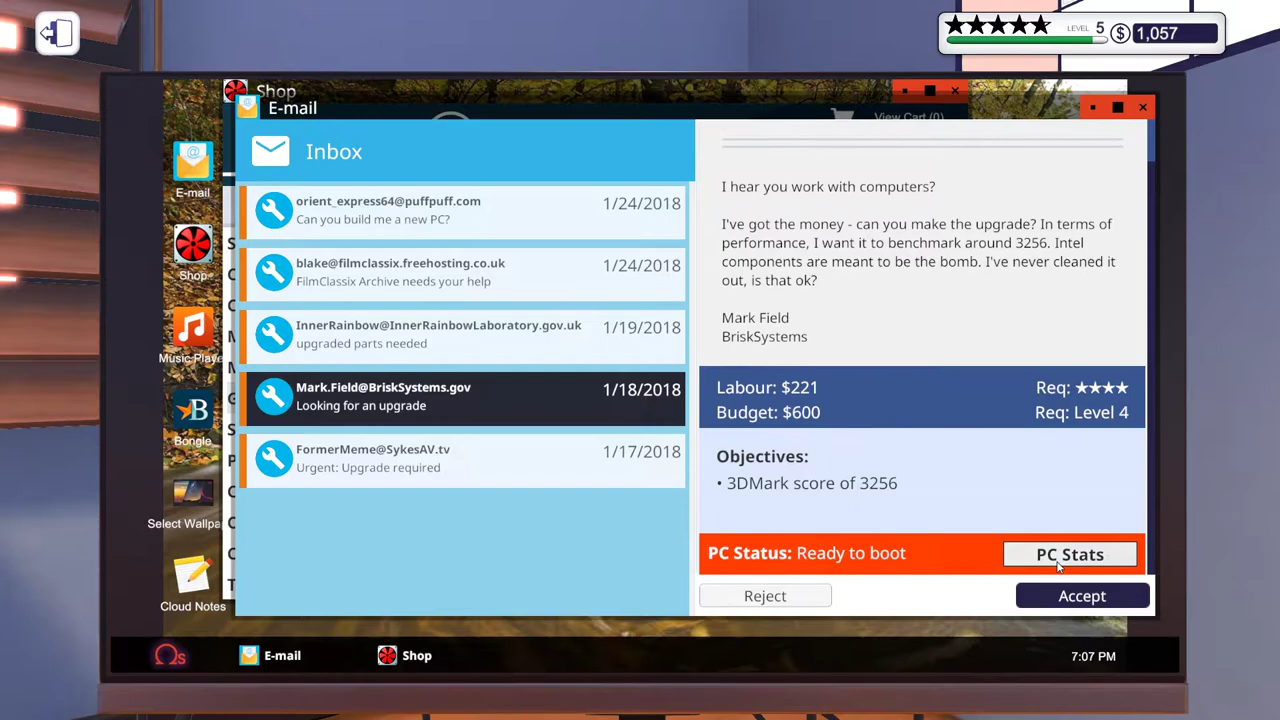 LEVEL 5
$ 1,057
Shop
View Cart (0)
E-mail
Inbox
orient_express64@puffpuff.com 1/24/2018
Can you build me a new PC?
blake@filmclassix.freehosting.co.uk 1/24/2018
FilmClassix Archive needs your help
InnerRainbow@InnerRainbowLaboratory.gov.uk 1/19/2018
upgraded parts needed
Mark.Field@BriskSystems.gov 1/18/2018
Looking for an upgrade
FormerMeme@SykesAV.tv 1/17/2018
Urgent: Upgrade required
I hear you work with computers?
I've got the money - can you make the upgrade? In terms of
performance, I want it to benchmark around 3256. Intel
components are meant to be the bomb. I've never cleaned it
out, is that ok?
Mark Field
BriskSystems
Labour: $221 Req: ★★★★
Budget: $600 Req: Level 4
Objectives:
• 3DMark score of 3256
PC Status: Ready to boot PC Stats
Reject Accept
E-mail
Shop
Music Playe
Bongle
Select Wallpa
Cloud Notes
Ωs E-mail Shop 7:07 PM